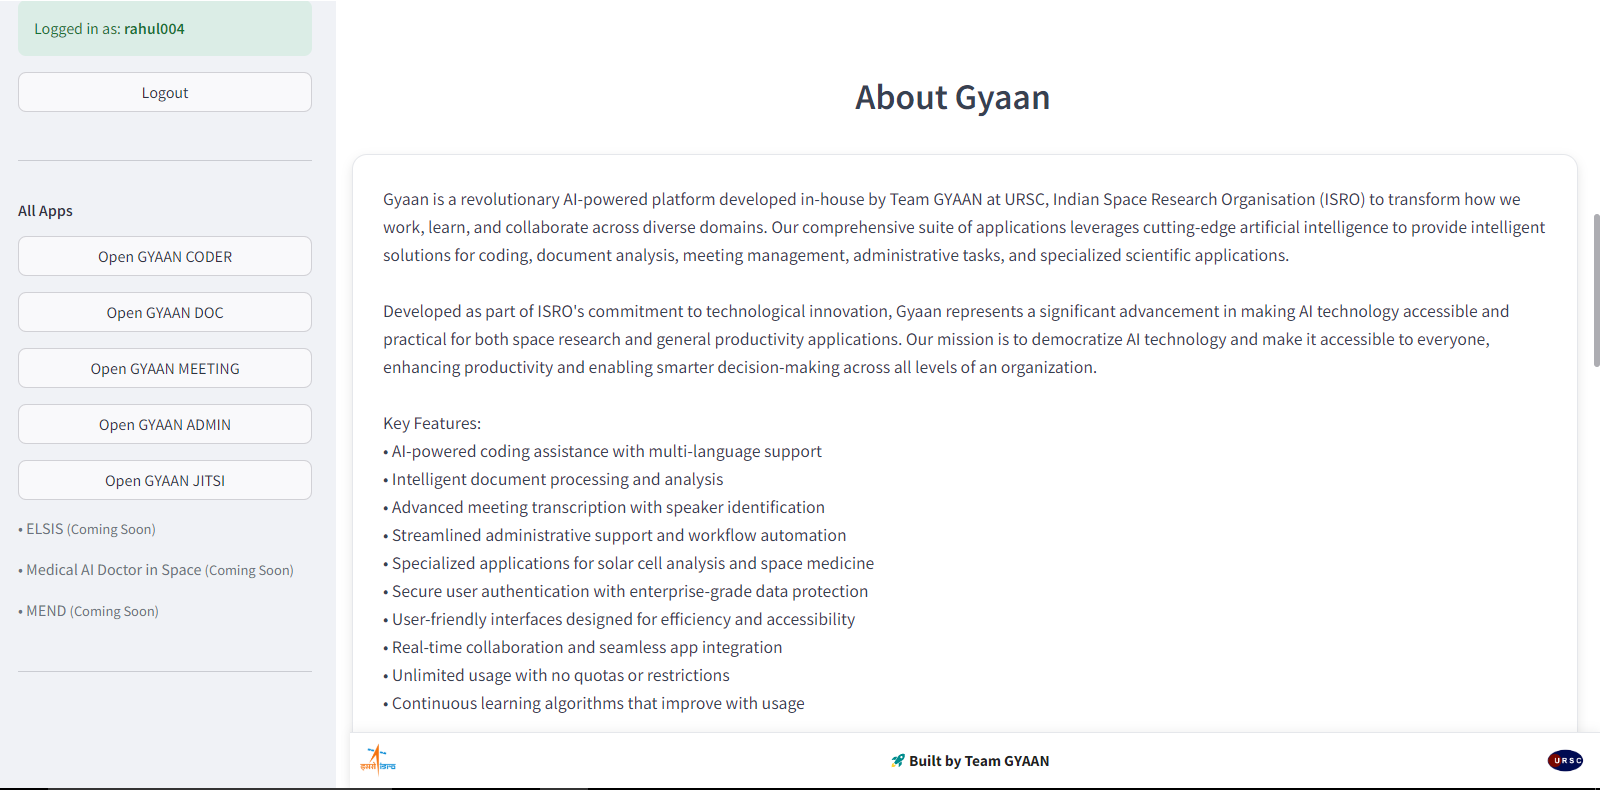 Logged in as: rahul004
Logout
All Apps
Open GYAAN CODER
Open GYAAN DOC
Open GYAAN MEETING
Open GYAAN ADMIN
Open GYAAN JITSI
• ELSIS (Coming Soon)
• Medical AI Doctor in Space (Coming Soon)
• MEND (Coming Soon)
About Gyaan
Gyaan is a revolutionary AI-powered platform developed in-house by Team GYAAN at URSC, Indian Space Research Organisation (ISRO) to transform how we
work, learn, and collaborate across diverse domains. Our comprehensive suite of applications leverages cutting-edge artificial intelligence to provide intelligent
solutions for coding, document analysis, meeting management, administrative tasks, and specialized scientific applications.
Developed as part of ISRO's commitment to technological innovation, Gyaan represents a significant advancement in making AI technology accessible and
practical for both space research and general productivity applications. Our mission is to democratize AI technology and make it accessible to everyone,
enhancing productivity and enabling smarter decision-making across all levels of an organization.
Key Features:
• AI-powered coding assistance with multi-language support
• Intelligent document processing and analysis
• Advanced meeting transcription with speaker identification
• Streamlined administrative support and workflow automation
• Specialized applications for solar cell analysis and space medicine
• Secure user authentication with enterprise-grade data protection
• User-friendly interfaces designed for efficiency and accessibility
• Real-time collaboration and seamless app integration
• Unlimited usage with no quotas or restrictions
• Continuous learning algorithms that improve with usage
इसरो isro
🚀 Built by Team GYAAN
URSC